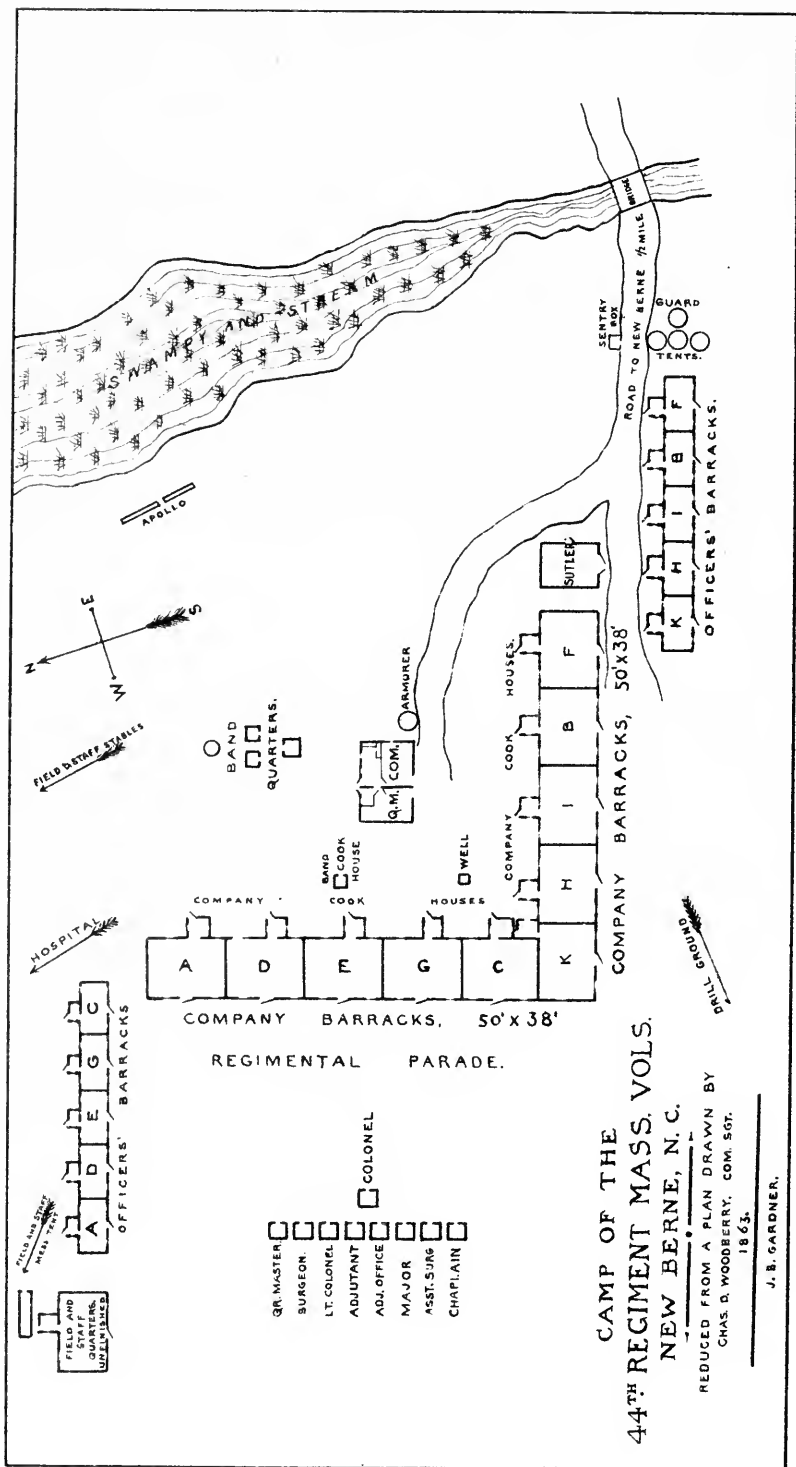 SWAMPY AND STREAM
BRIDGE
ROAD TO NEW BERNE ½ MILE
SENTRY
BOX
GUARD
TENTS.
APOLLO
N
E
S
W.
FIELD & STAFF STABLES
BAND
QUARTERS.
ARMURER
Q.M.
COM.
SUTLER
K
H
I
B
F
OFFICERS' BARRACKS.
HOSPITAL
BAND
COOK
HOUSE
WELL
COMPANY COOK HOUSES
A
D
E
G
C
COMPANY BARRACKS, 50' X 38'
COMPANY COOK HOUSES.
K
H
I
B
F
COMPANY BARRACKS, 50'X38'
REGIMENTAL PARADE.
FIELD AND STAFF
MESS TENT
A
D
E
G
C
OFFICERS' BARRACKS
FIELD AND
STAFF
QUARTERS.
UNFINISHED
QR. MASTER.
SURGEON.
LT. COLONEL
ADJUTANT
ADJ. OFFICE
MAJOR
ASST. SURG
CHAPLAIN
COLONEL
DRILL GROUND
CAMP OF THE
44TH REGIMENT MASS. VOLS.
NEW BERNE, N. C.
REDUCED FROM A PLAN DRAWN BY
CHAS. D. WOODBERRY, COM. SGT.
1863.
J. B. GARDNER.